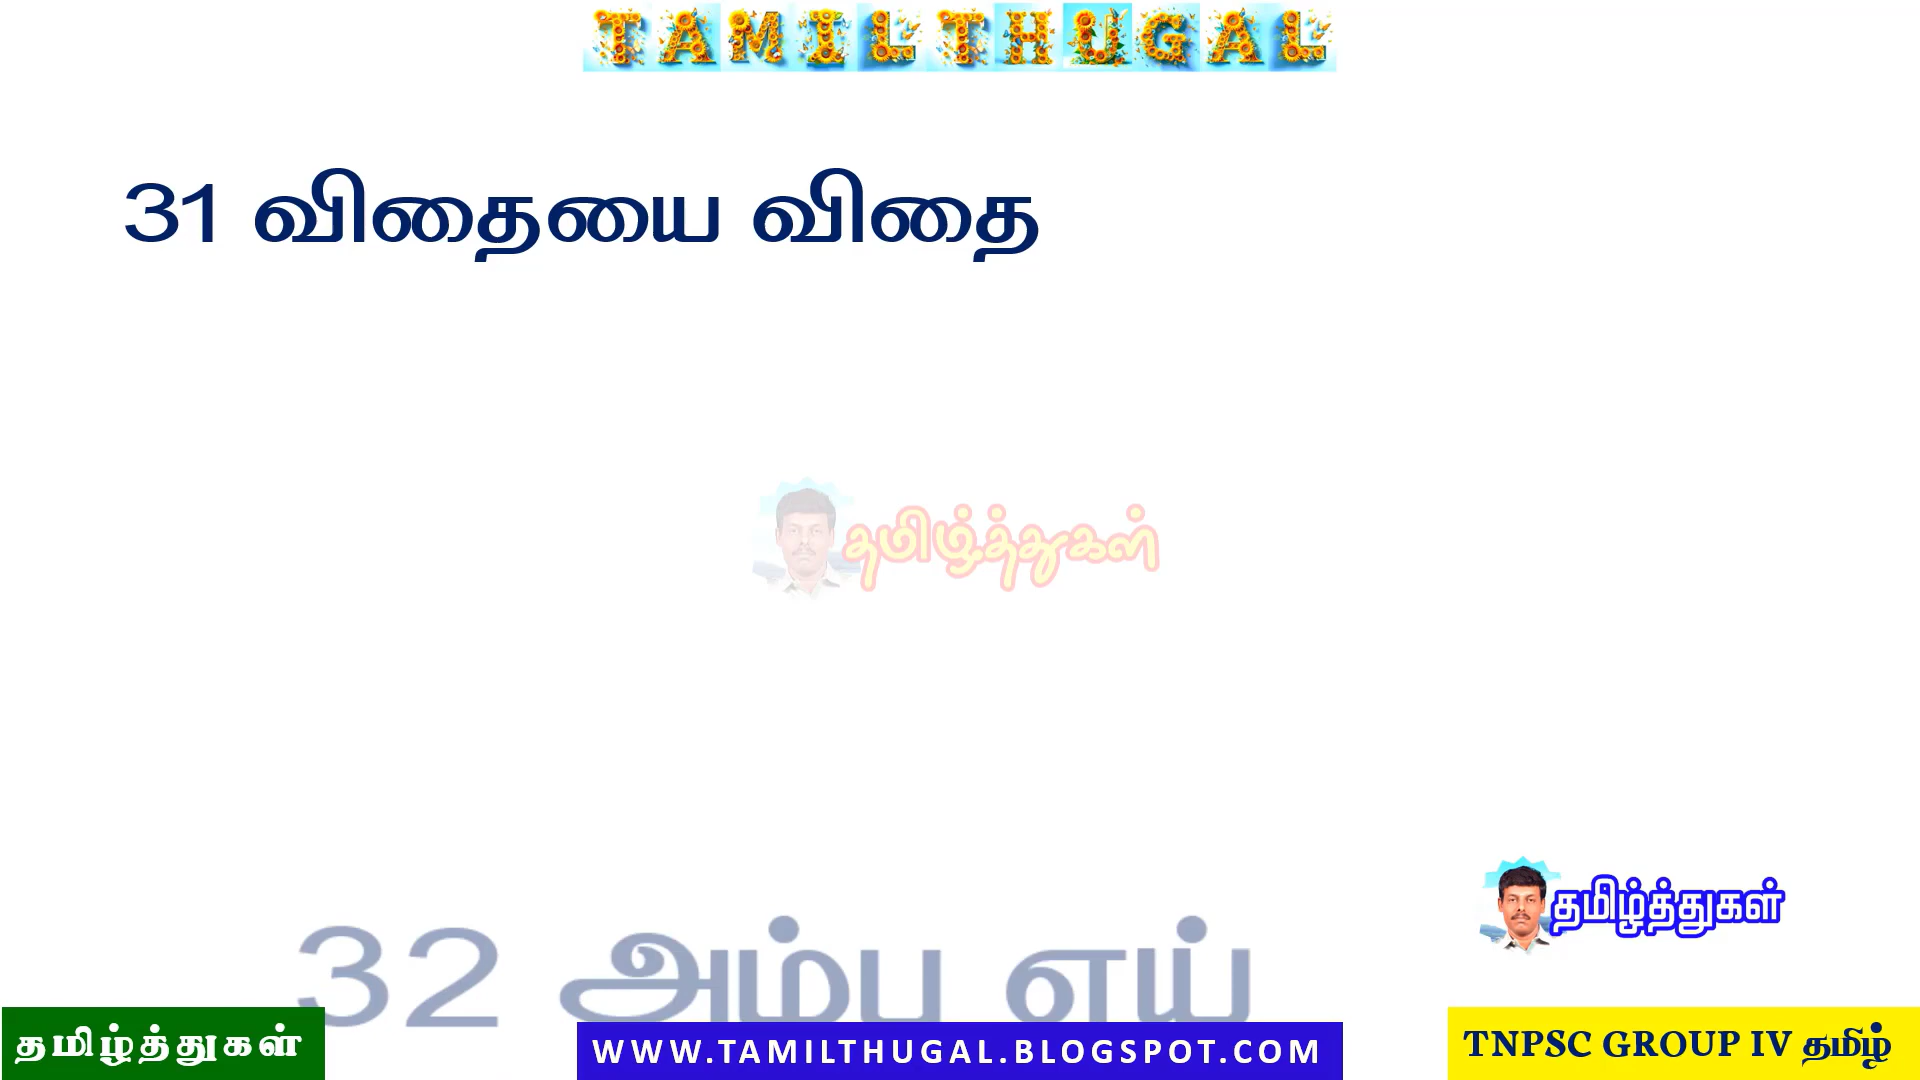 TAMILTHUGAL
31 விதையை விதை
தமிழ்த்துகள்
தமிழ்த்துகள்
32 அம்பு எய்
தமிழ்த்துகள்
WWW.TAMILTHUGAL.BLOGSPOT.COM
TNPSC GROUP IV தமிழ்